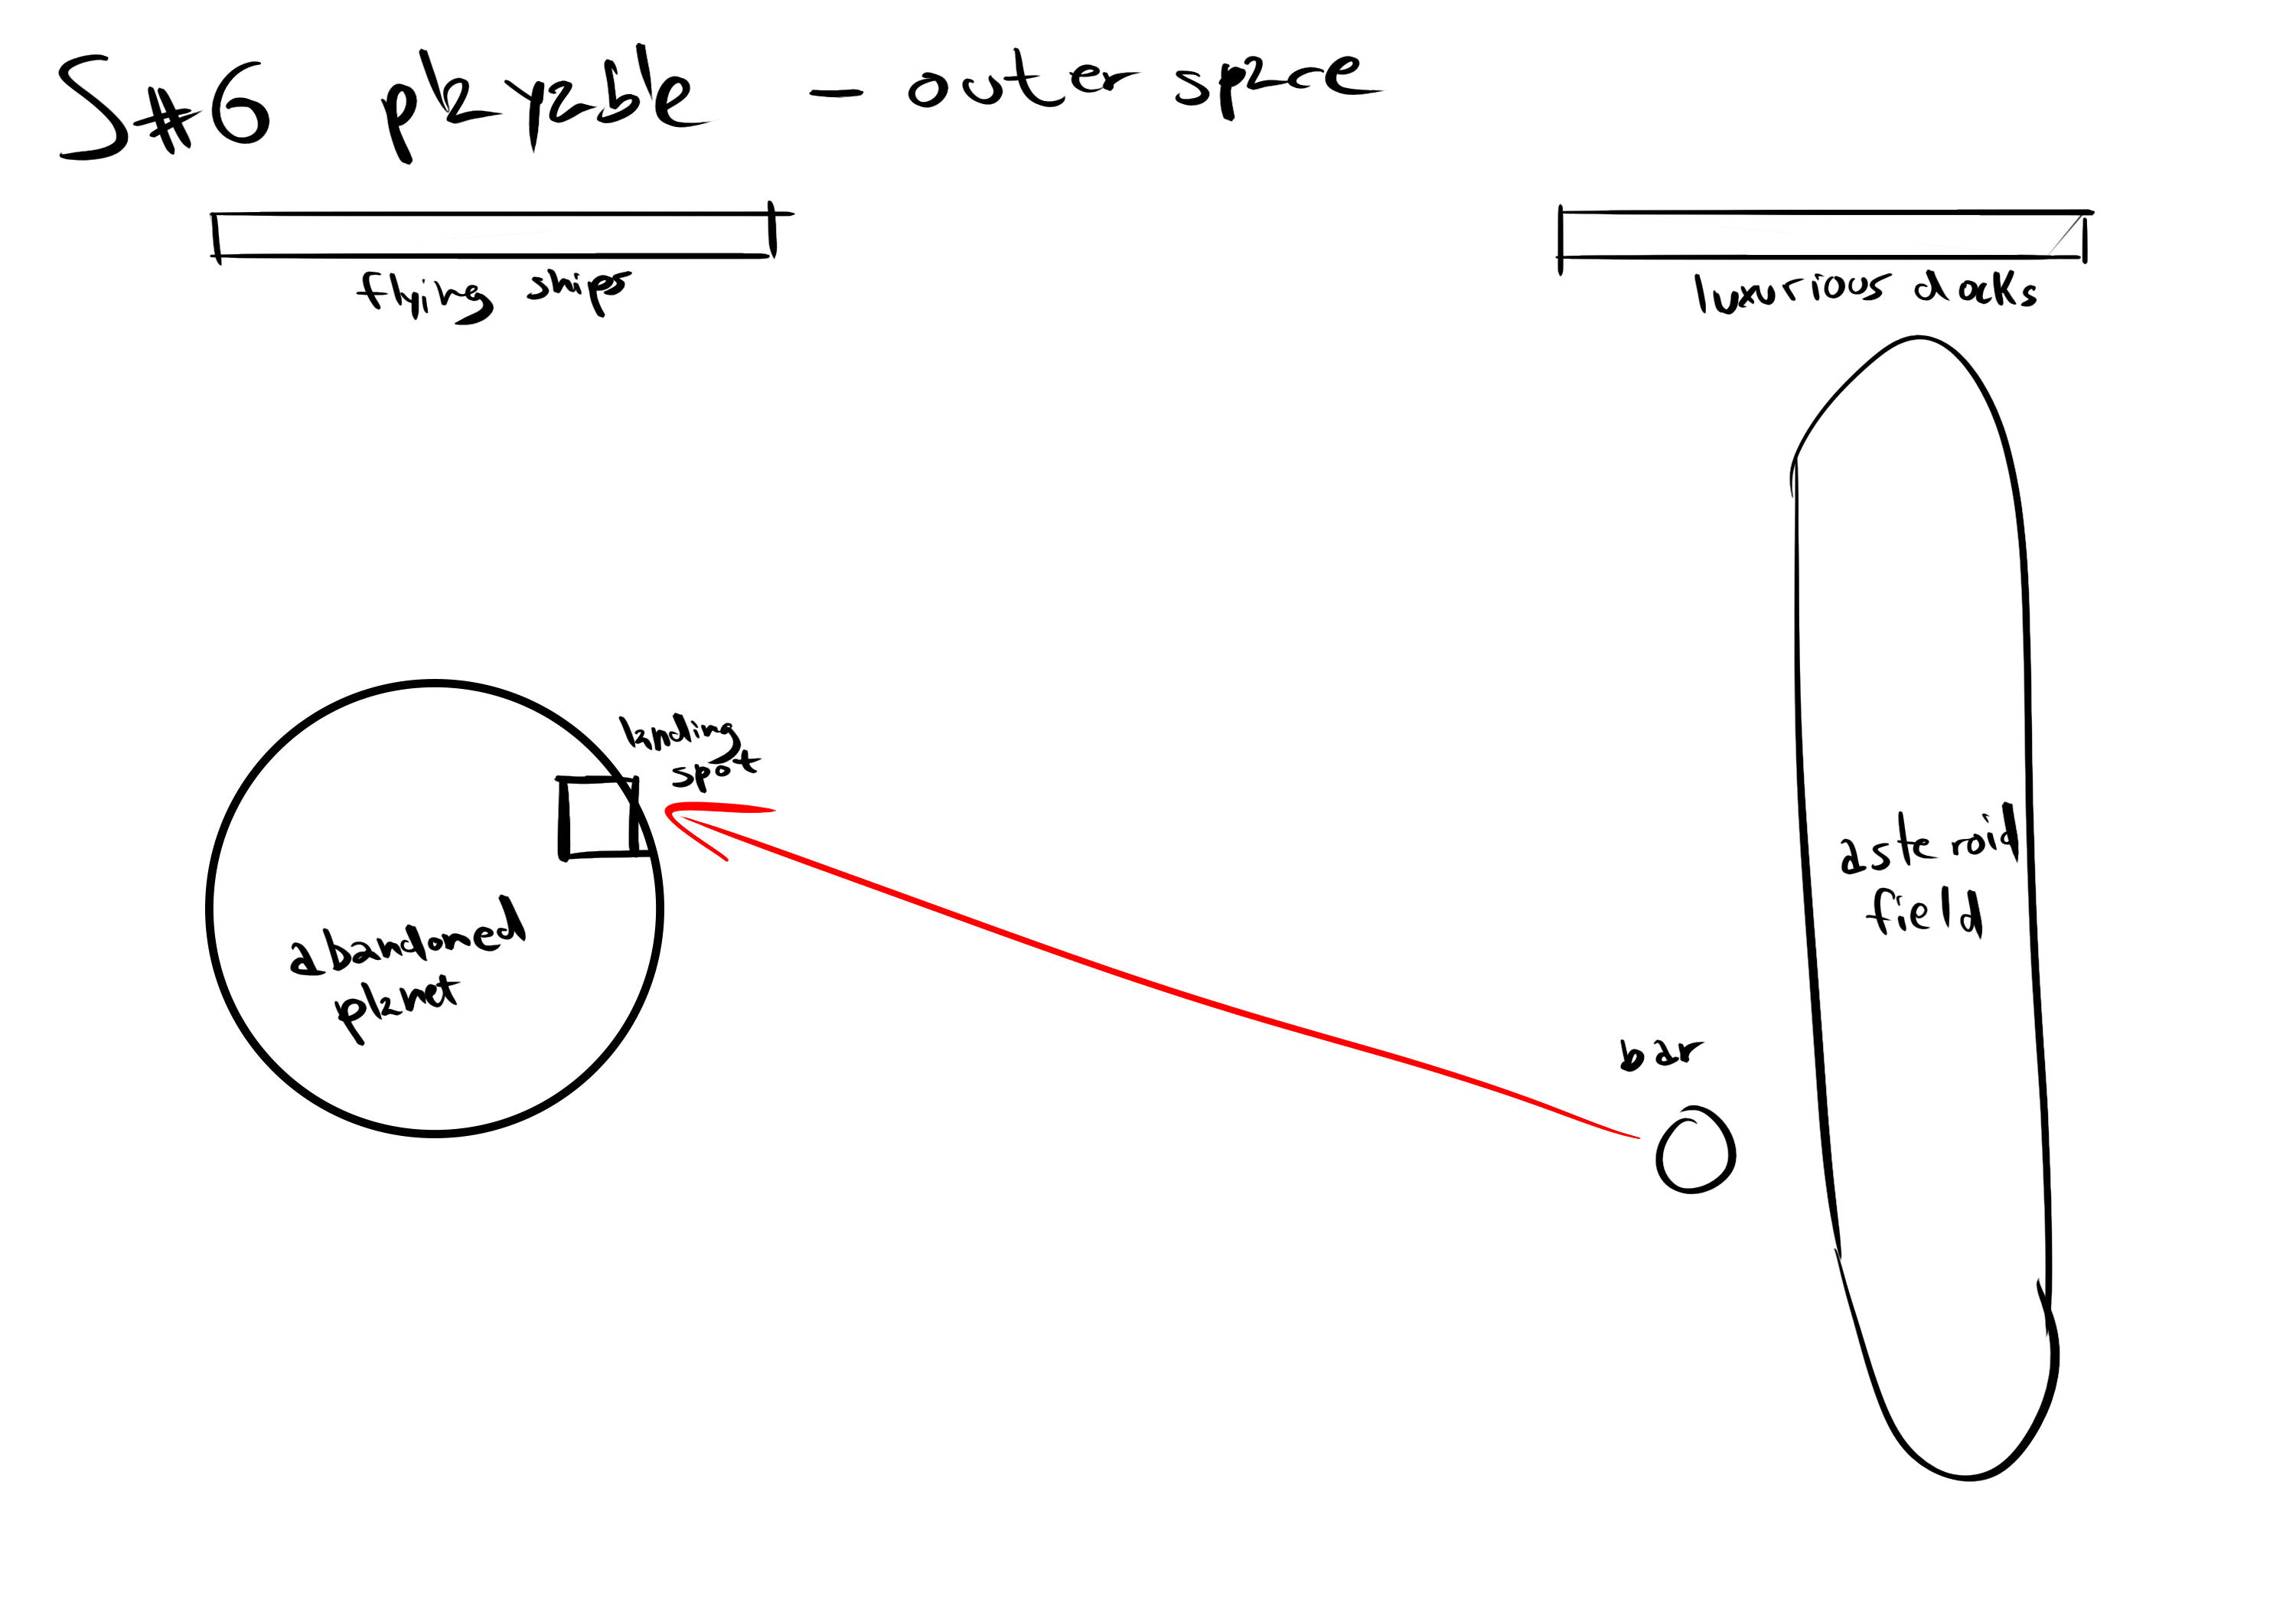 S#6 playable - outer space
flying ships
luxurious docks
landing
spot
asteroid
field
abandoned
planet
bar